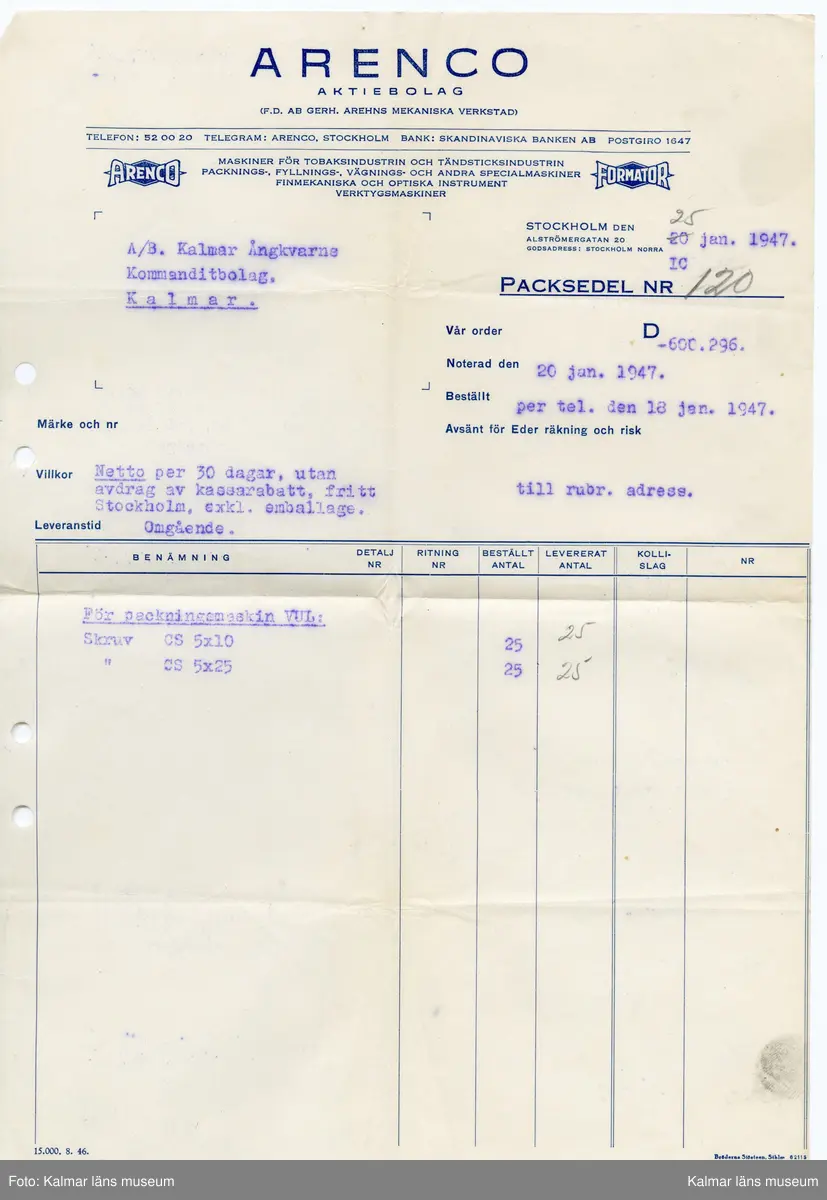 ARENCO
AKTIEBOLAG
(F.D. AB GERH. AREHNS MEKANISKA VERKSTAD)
TELEFON: 52 00 20 TELEGRAM: ARENCO, STOCKHOLM BANK: SKANDINAVISKA BANKEN AB POSTGIRO 1647
ARENCO
MASKINER FÖR TOBAKSINDUSTRIN OCH TÄNDSTICKSINDUSTRIN
PACKNINGS-, FYLLNINGS-, VÄGNINGS- OCH ANDRA SPECIALMASKINER
FINMEKANISKA OCH OPTISKA INSTRUMENT
VERKTYGSMASKINER
FORMATOR
A/B. Kalmar Ångkvarns
Kommanditbolag,
Kalmar.
25
STOCKHOLM DEN 20 jan. 1947.
ALSTRÖMERGATAN 20
GODSADRESS: STOCKHOLM NORRA
IC
PACKSEDEL NR 120
Vår order D-600.296.
Noterad den 20 jan. 1947.
Beställt per tel. den 18 jan. 1947.
Avsänt för Eder räkning och risk
till rubr. adress.
Märke och nr
Villkor Netto per 30 dagar, utan
avdrag av kassarabatt, fritt
Stockholm, exkl. emballage.
Leveranstid Omgående.
BENÄMNING DETALJ NR RITNING NR BESTÄLLT ANTAL LEVERERAT ANTAL KOLLI-SLAG NR
För packningsmaskin VUL:
Skruv CS 5x10 25 25
" CS 5x25 25 25
15.000. 8. 46.
Foto: Kalmar läns museum
Kalmar läns museum